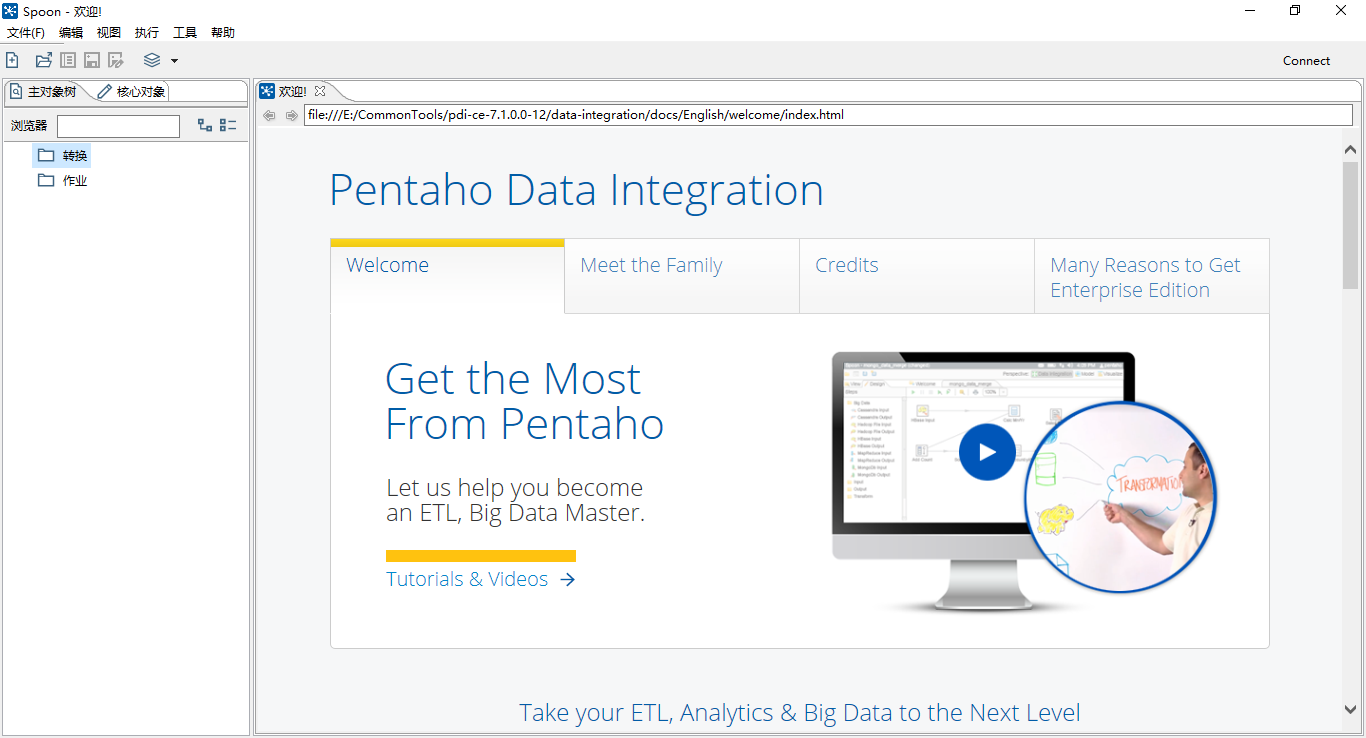 Spoon - 欢迎!
文件(F) 编辑 视图 执行 工具 帮助
Connect
主对象树 核心对象
欢迎!
浏览器
file:///E:/CommonTools/pdi-ce-7.1.0.0-12/data-integration/docs/English/welcome/index.html
转换
作业
Pentaho Data Integration
Welcome
Meet the Family
Credits
Many Reasons to Get
Enterprise Edition
Get the Most
From Pentaho
Let us help you become
an ETL, Big Data Master.
Tutorials & Videos
TRANSFORMATION
Take your ETL, Analytics & Big Data to the Next Level